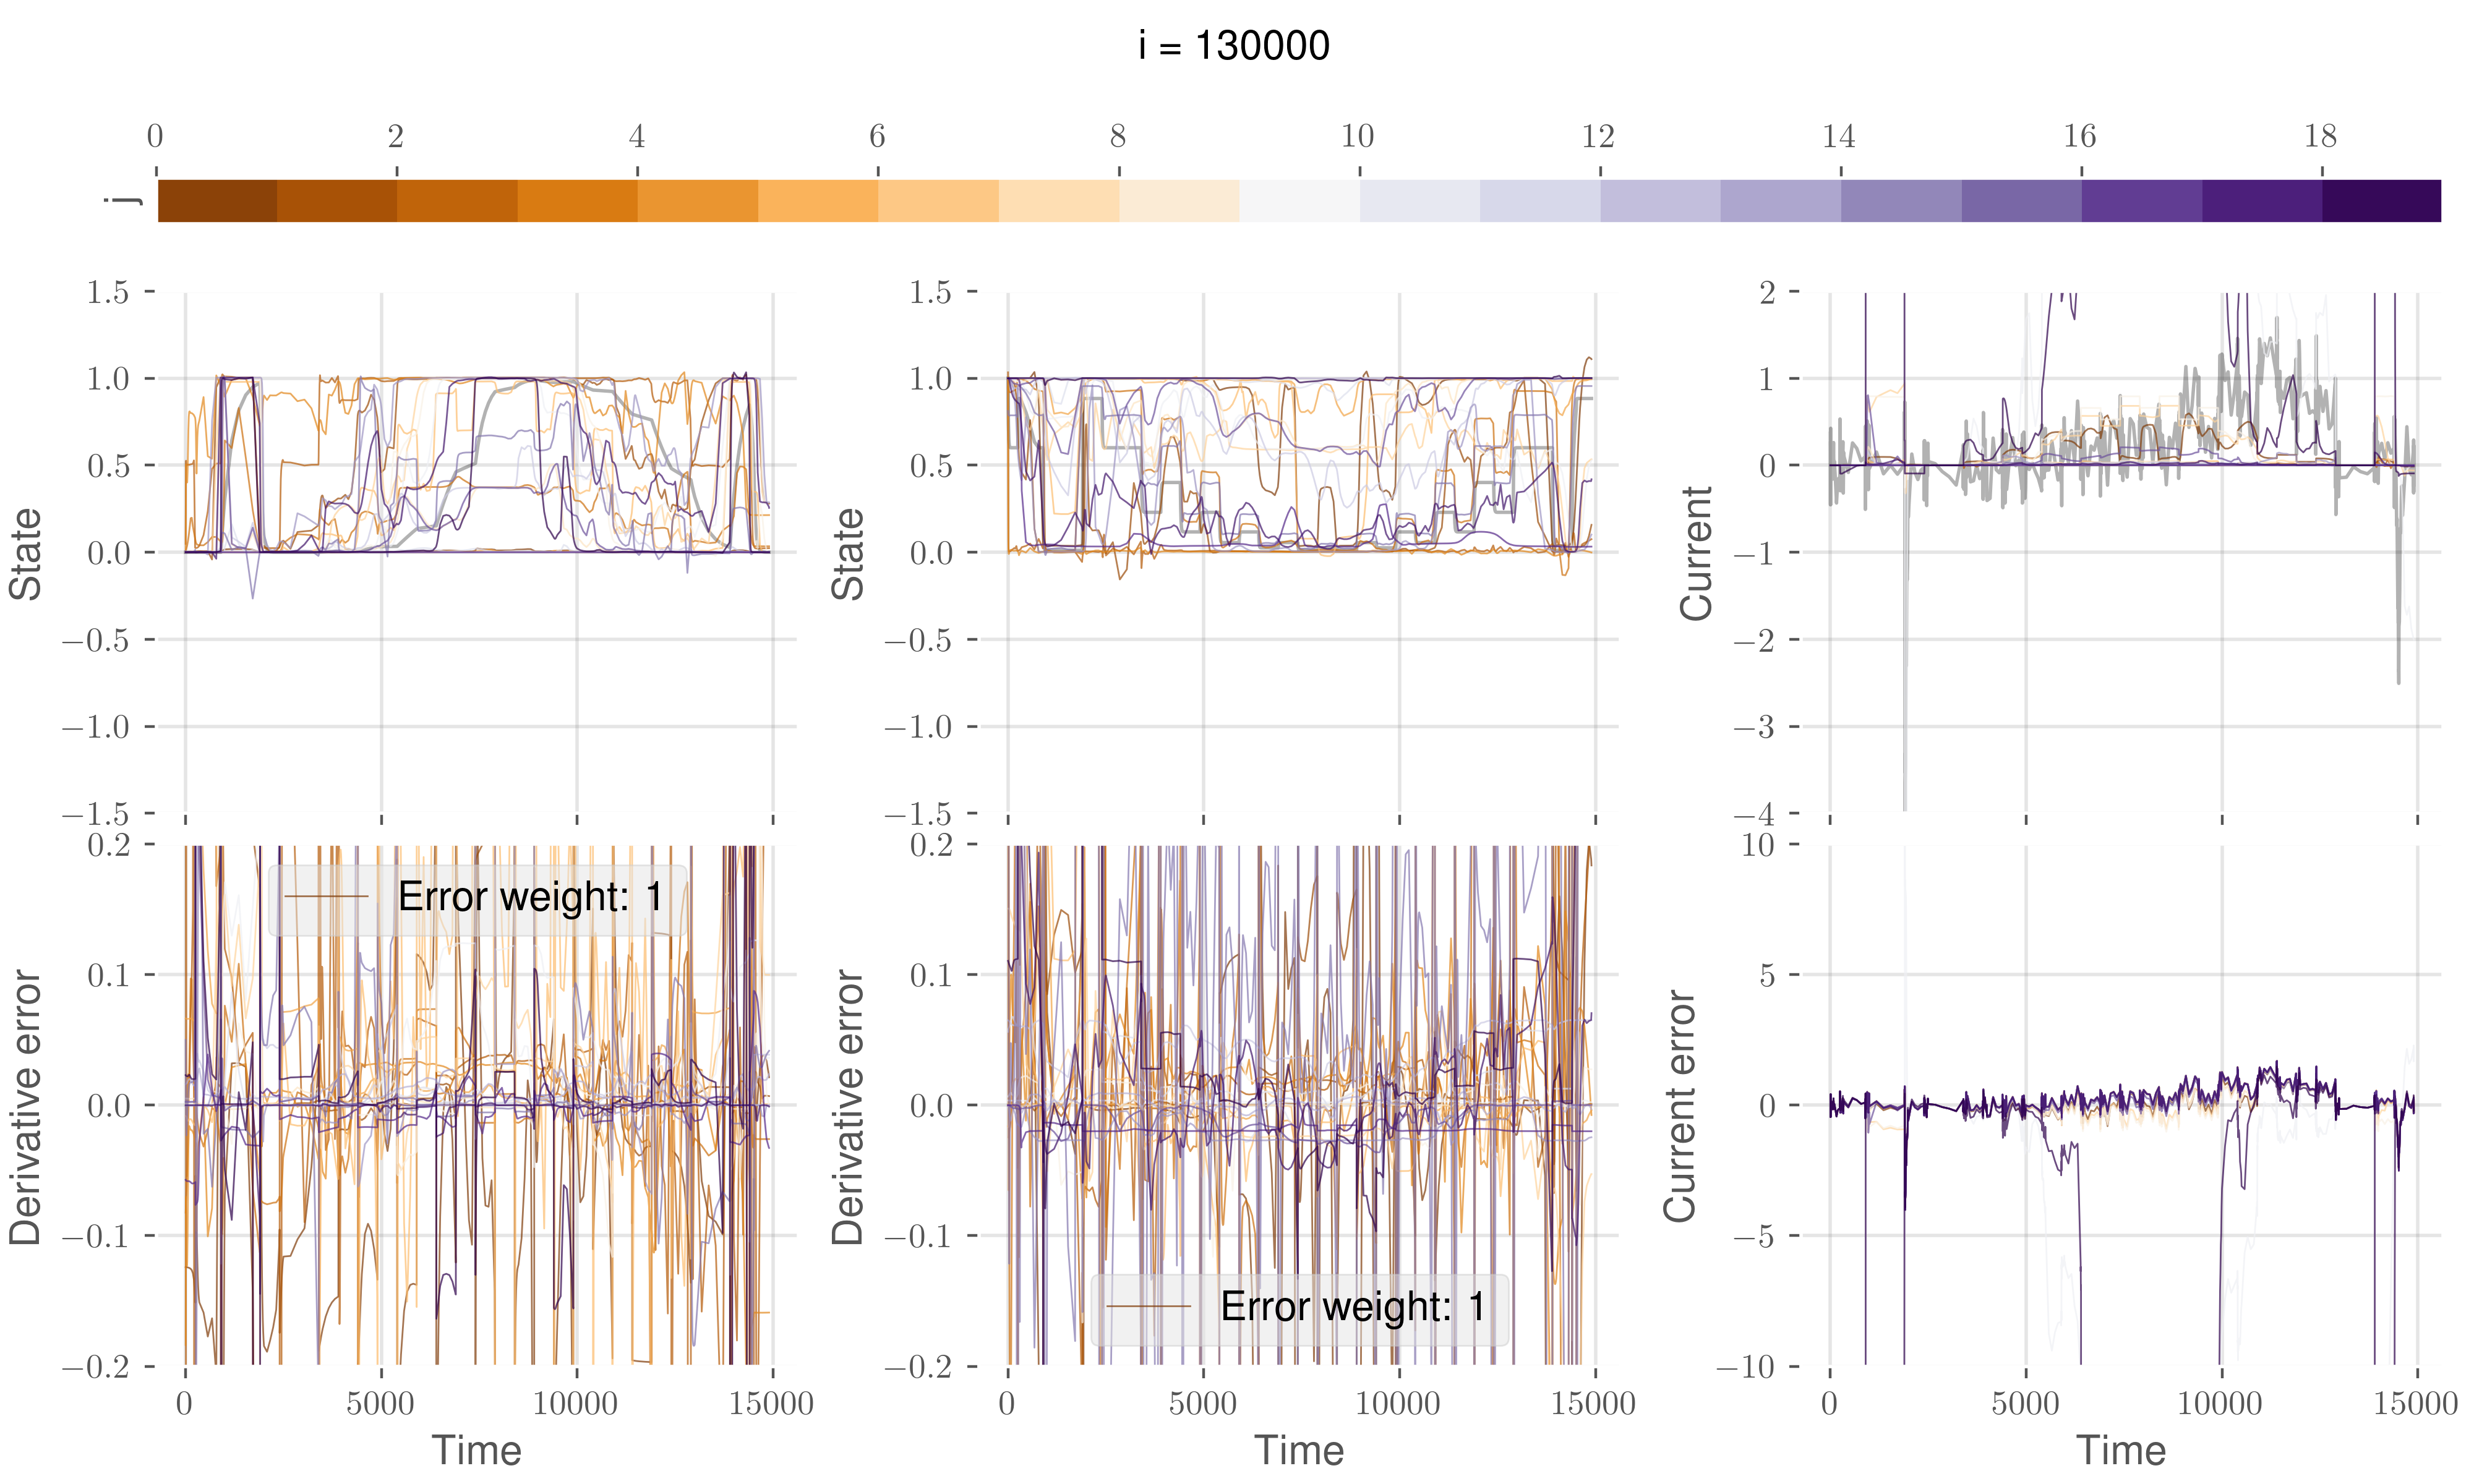 i = 130000
0 2 4 6 8 10 12 14 16 18
j
1.5 1.0 0.5 0.0 −0.5 −1.0 −1.5
State
1.5 1.0 0.5 0.0 −0.5 −1.0 −1.5
State
2 1 0 −1 −2 −3 −4
Current
0.2 0.1 0.0 −0.1 −0.2
Derivative error
Error weight: 1
0 5000 10000 15000
Time
0.2 0.1 0.0 −0.1 −0.2
Derivative error
Error weight: 1
0 5000 10000 15000
Time
10 5 0 −5 −10
Current error
0 5000 10000 15000
Time